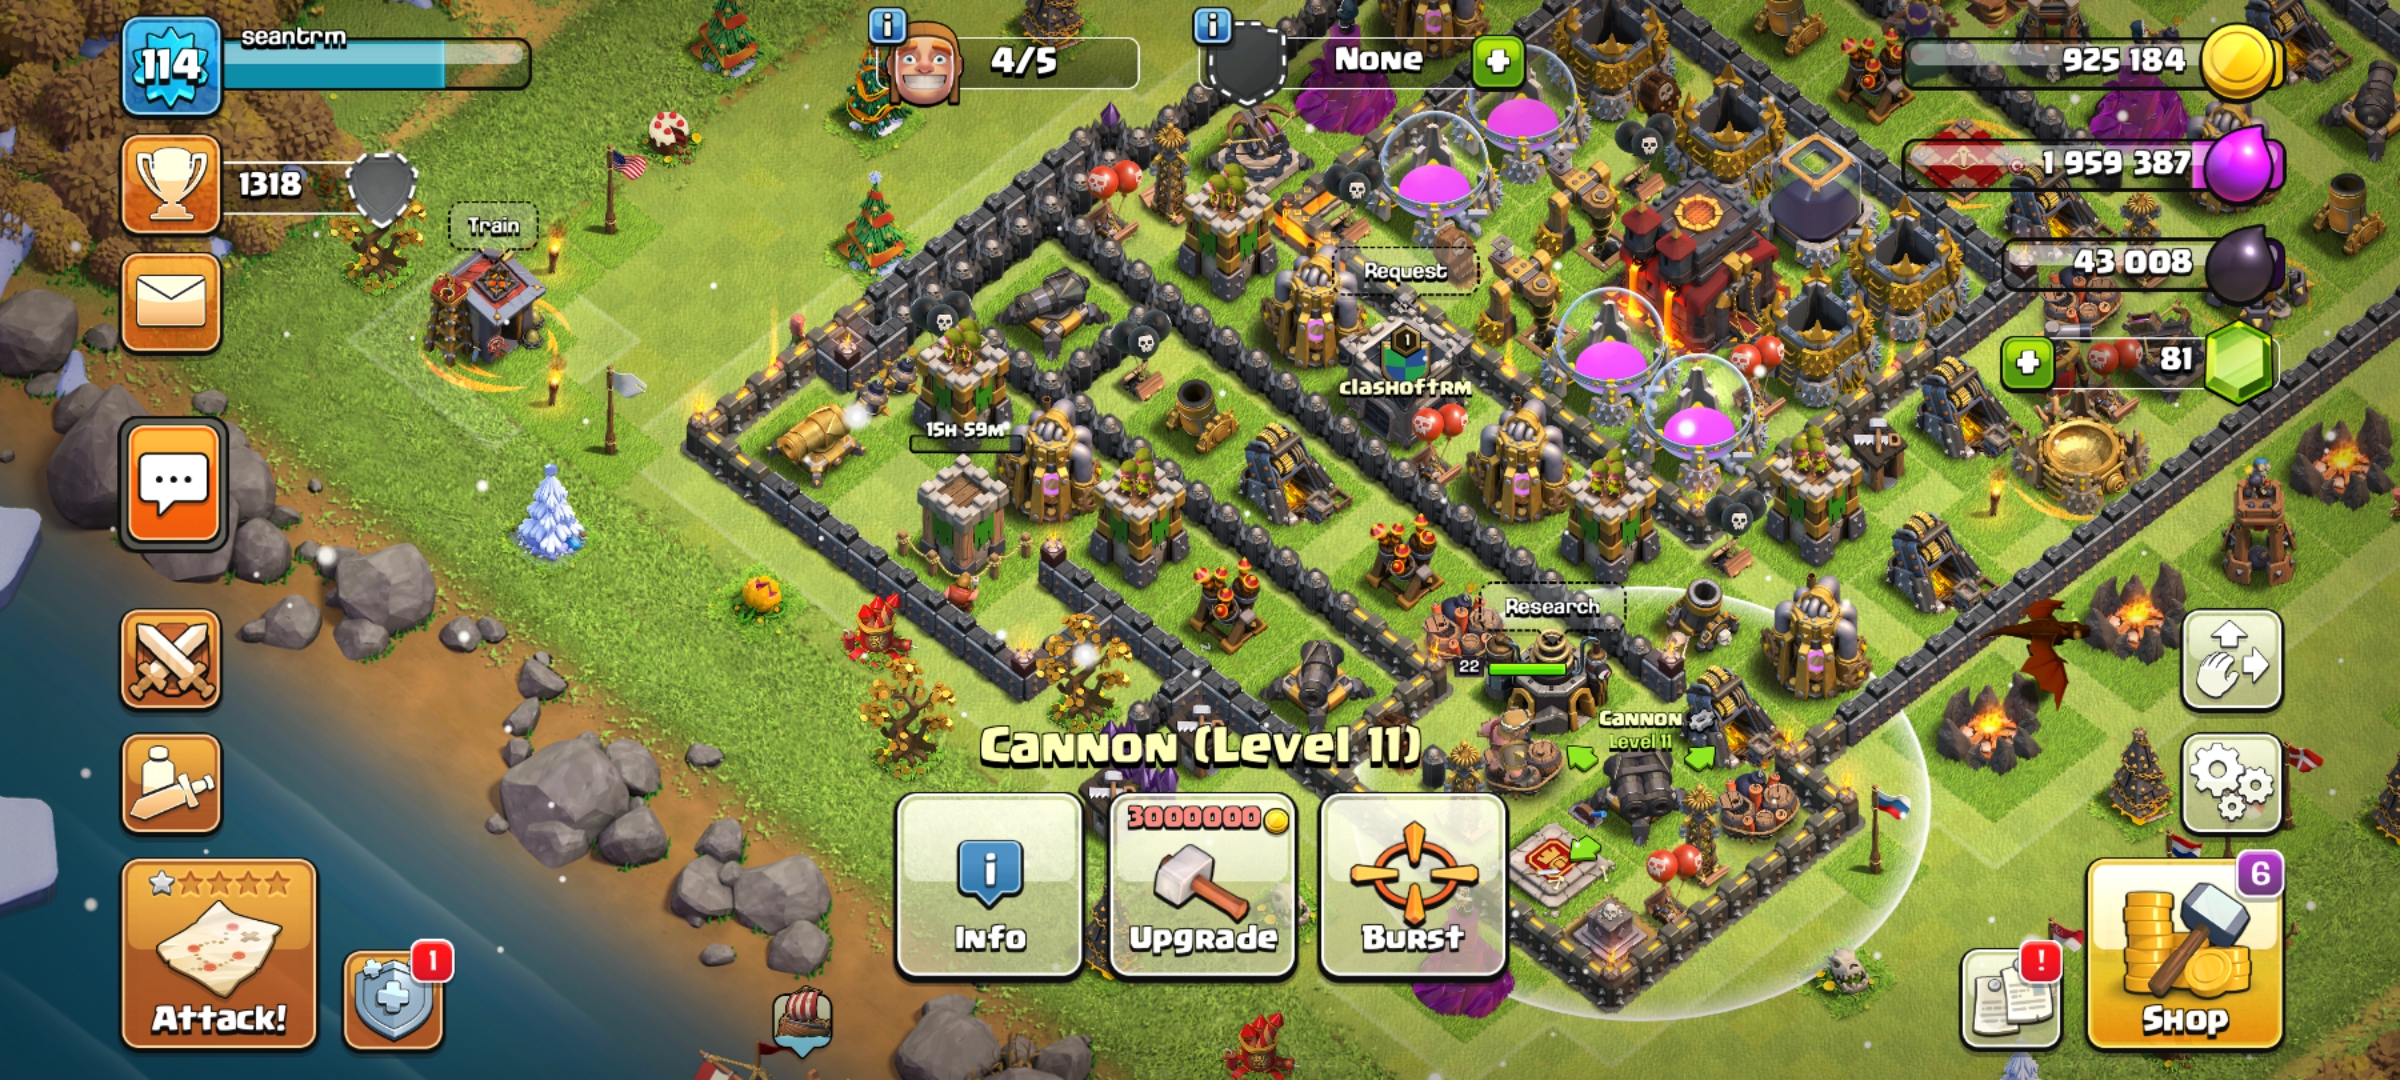 114
seantrm
4/5
None
925 184
1318
Train
1 959 387
43 008
Request
81
1
clashoftRM
15H 59M
Research
22
Cannon
Level 11
Cannon (Level 11)
3000000
Info
Upgrade
Burst
Attack!
1
6
!
Shop